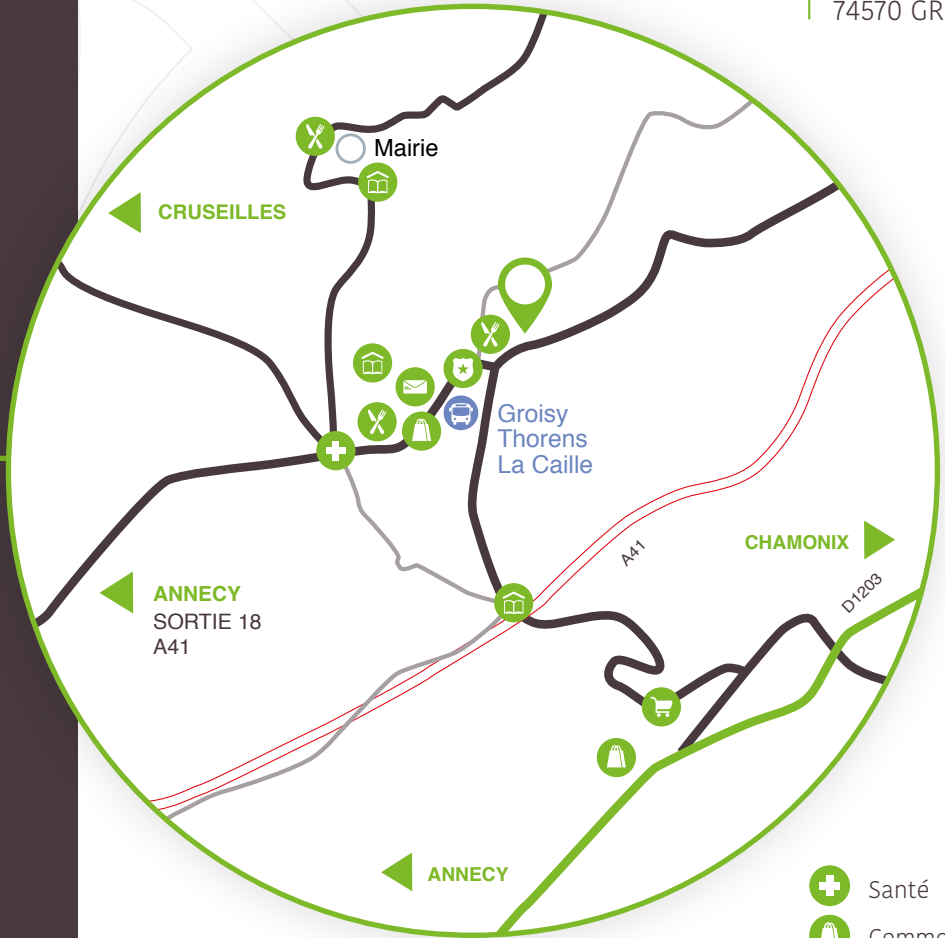 74570 GR
Mairie
CRUSEILLES
Groisy
Thorens
La Caille
A41
CHAMONIX
D1203
ANNECY
SORTIE 18
A41
ANNECY
Santé